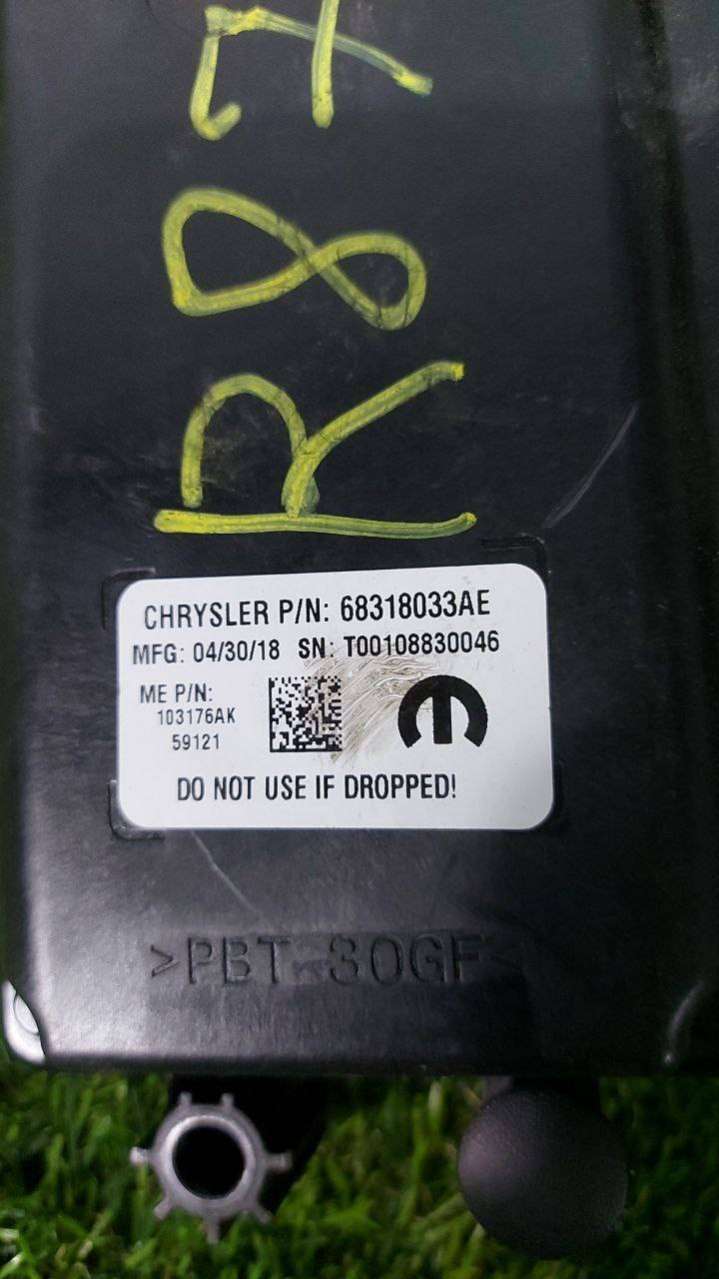 R87
CHRYSLER P/N: 68318033AE
MFG: 04/30/18 SN: T00108830046
ME P/N:
103176AK
59121
DO NOT USE IF DROPPED!
>PBT 30GF<